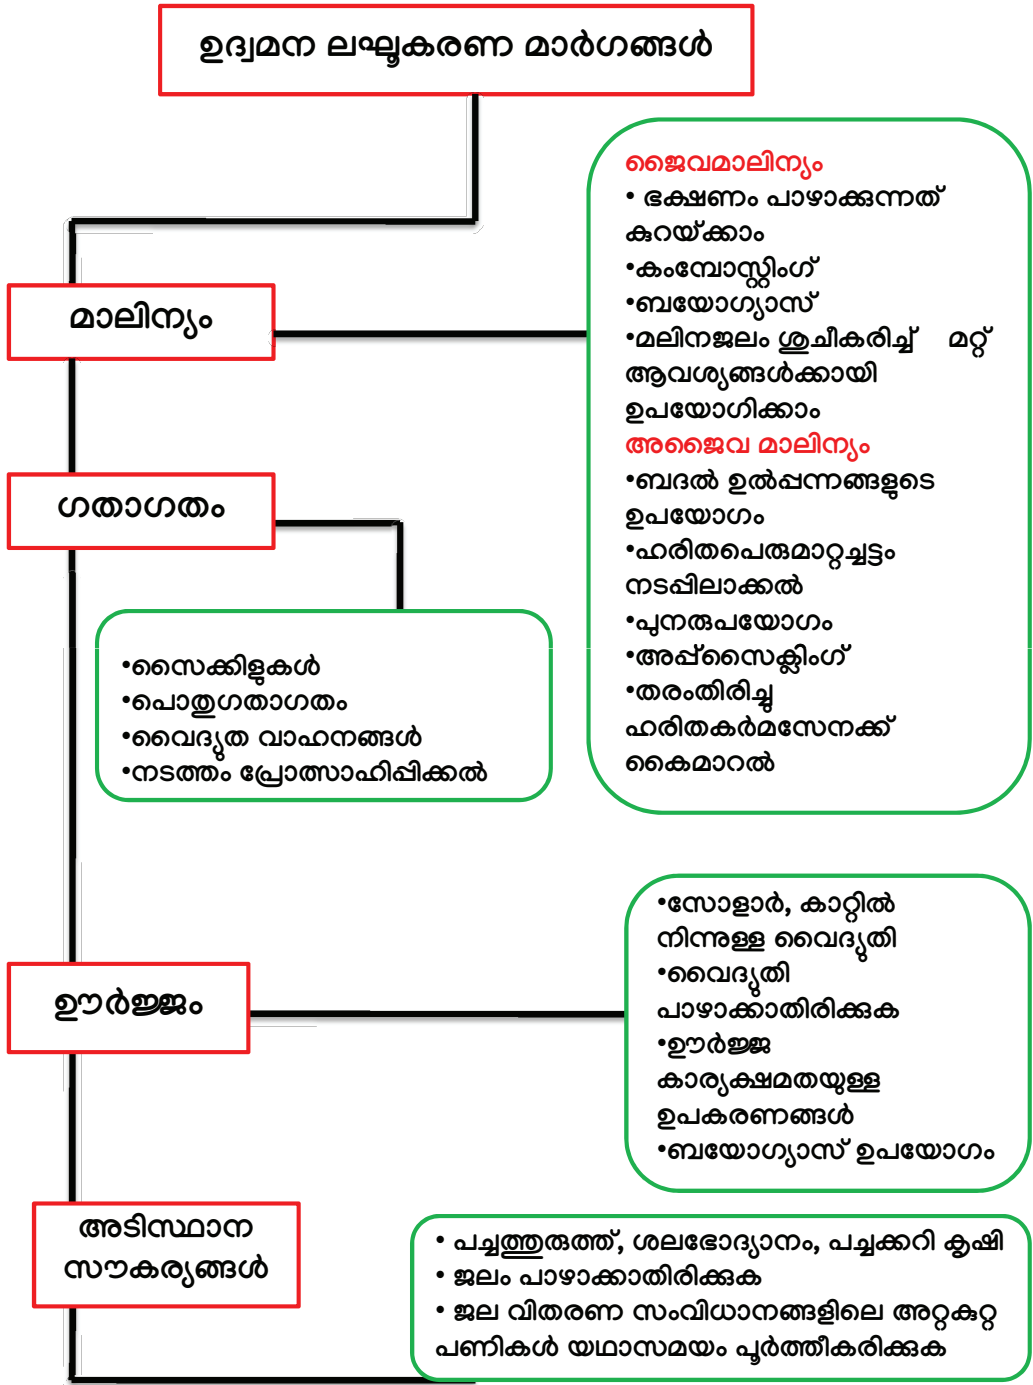 ഉദ്വമന ലഘൂകരണ മാർഗങ്ങൾ
മാലിന്യം
ജൈവമാലിന്യം
• ഭക്ഷണം പാഴാക്കുന്നത്
കുറയ്ക്കാം
•കംമ്പോസ്റ്റിംഗ്
•ബയോഗ്യാസ്
•മലിനജലം ശുചീകരിച്ച് മറ്റ്
ആവശ്യങ്ങൾക്കായി
ഉപയോഗിക്കാം
അജൈവ മാലിന്യം
•ബദൽ ഉൽപ്പന്നങ്ങളുടെ
ഉപയോഗം
•ഹരിതപെരുമാറ്റച്ചട്ടം
നടപ്പിലാക്കൽ
•പുനരുപയോഗം
•അപ്പ്സൈക്ലിംഗ്
•തരംതിരിച്ചു
ഹരിതകർമസേനക്ക്
കൈമാറൽ
ഗതാഗതം
•സൈക്കിളുകൾ
•പൊതുഗതാഗതം
•വൈദ്യുത വാഹനങ്ങൾ
•നടത്തം പ്രോത്സാഹിപ്പിക്കൽ
ഊർജ്ജം
•സോളാർ, കാറ്റിൽ
നിന്നുള്ള വൈദ്യുതി
•വൈദ്യുതി
പാഴാക്കാതിരിക്കുക
•ഊർജ്ജ
കാര്യക്ഷമതയുള്ള
ഉപകരണങ്ങൾ
•ബയോഗ്യാസ് ഉപയോഗം
അടിസ്ഥാന
സൗകര്യങ്ങൾ
• പച്ചത്തുരുത്ത്, ശലഭോദ്യാനം, പച്ചക്കറി കൃഷി
• ജലം പാഴാക്കാതിരിക്കുക
• ജല വിതരണ സംവിധാനങ്ങളിലെ അറ്റകുറ്റ
പണികൾ യഥാസമയം പൂർത്തീകരിക്കുക